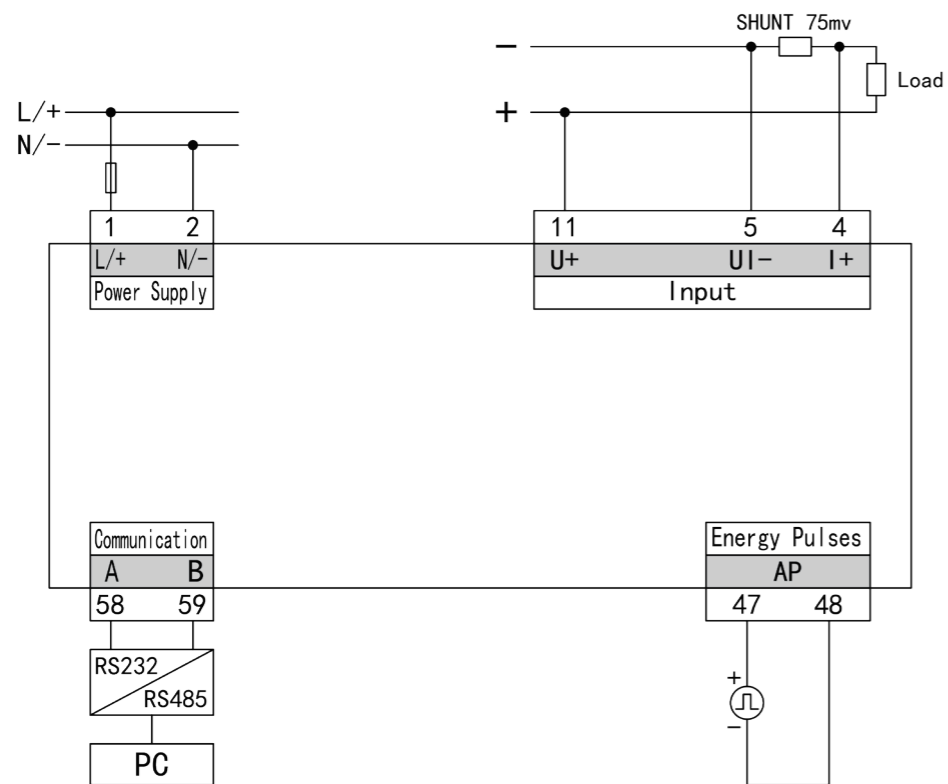 SHUNT 75mv
−
Load
L/+
+
N/−
1 2
11 5 4
L/+ N/−
U+ UI− I+
Power Supply
Input
Communication
Energy Pulses
A B
AP
58 59
47 48
RS232
RS485
+
−
PC